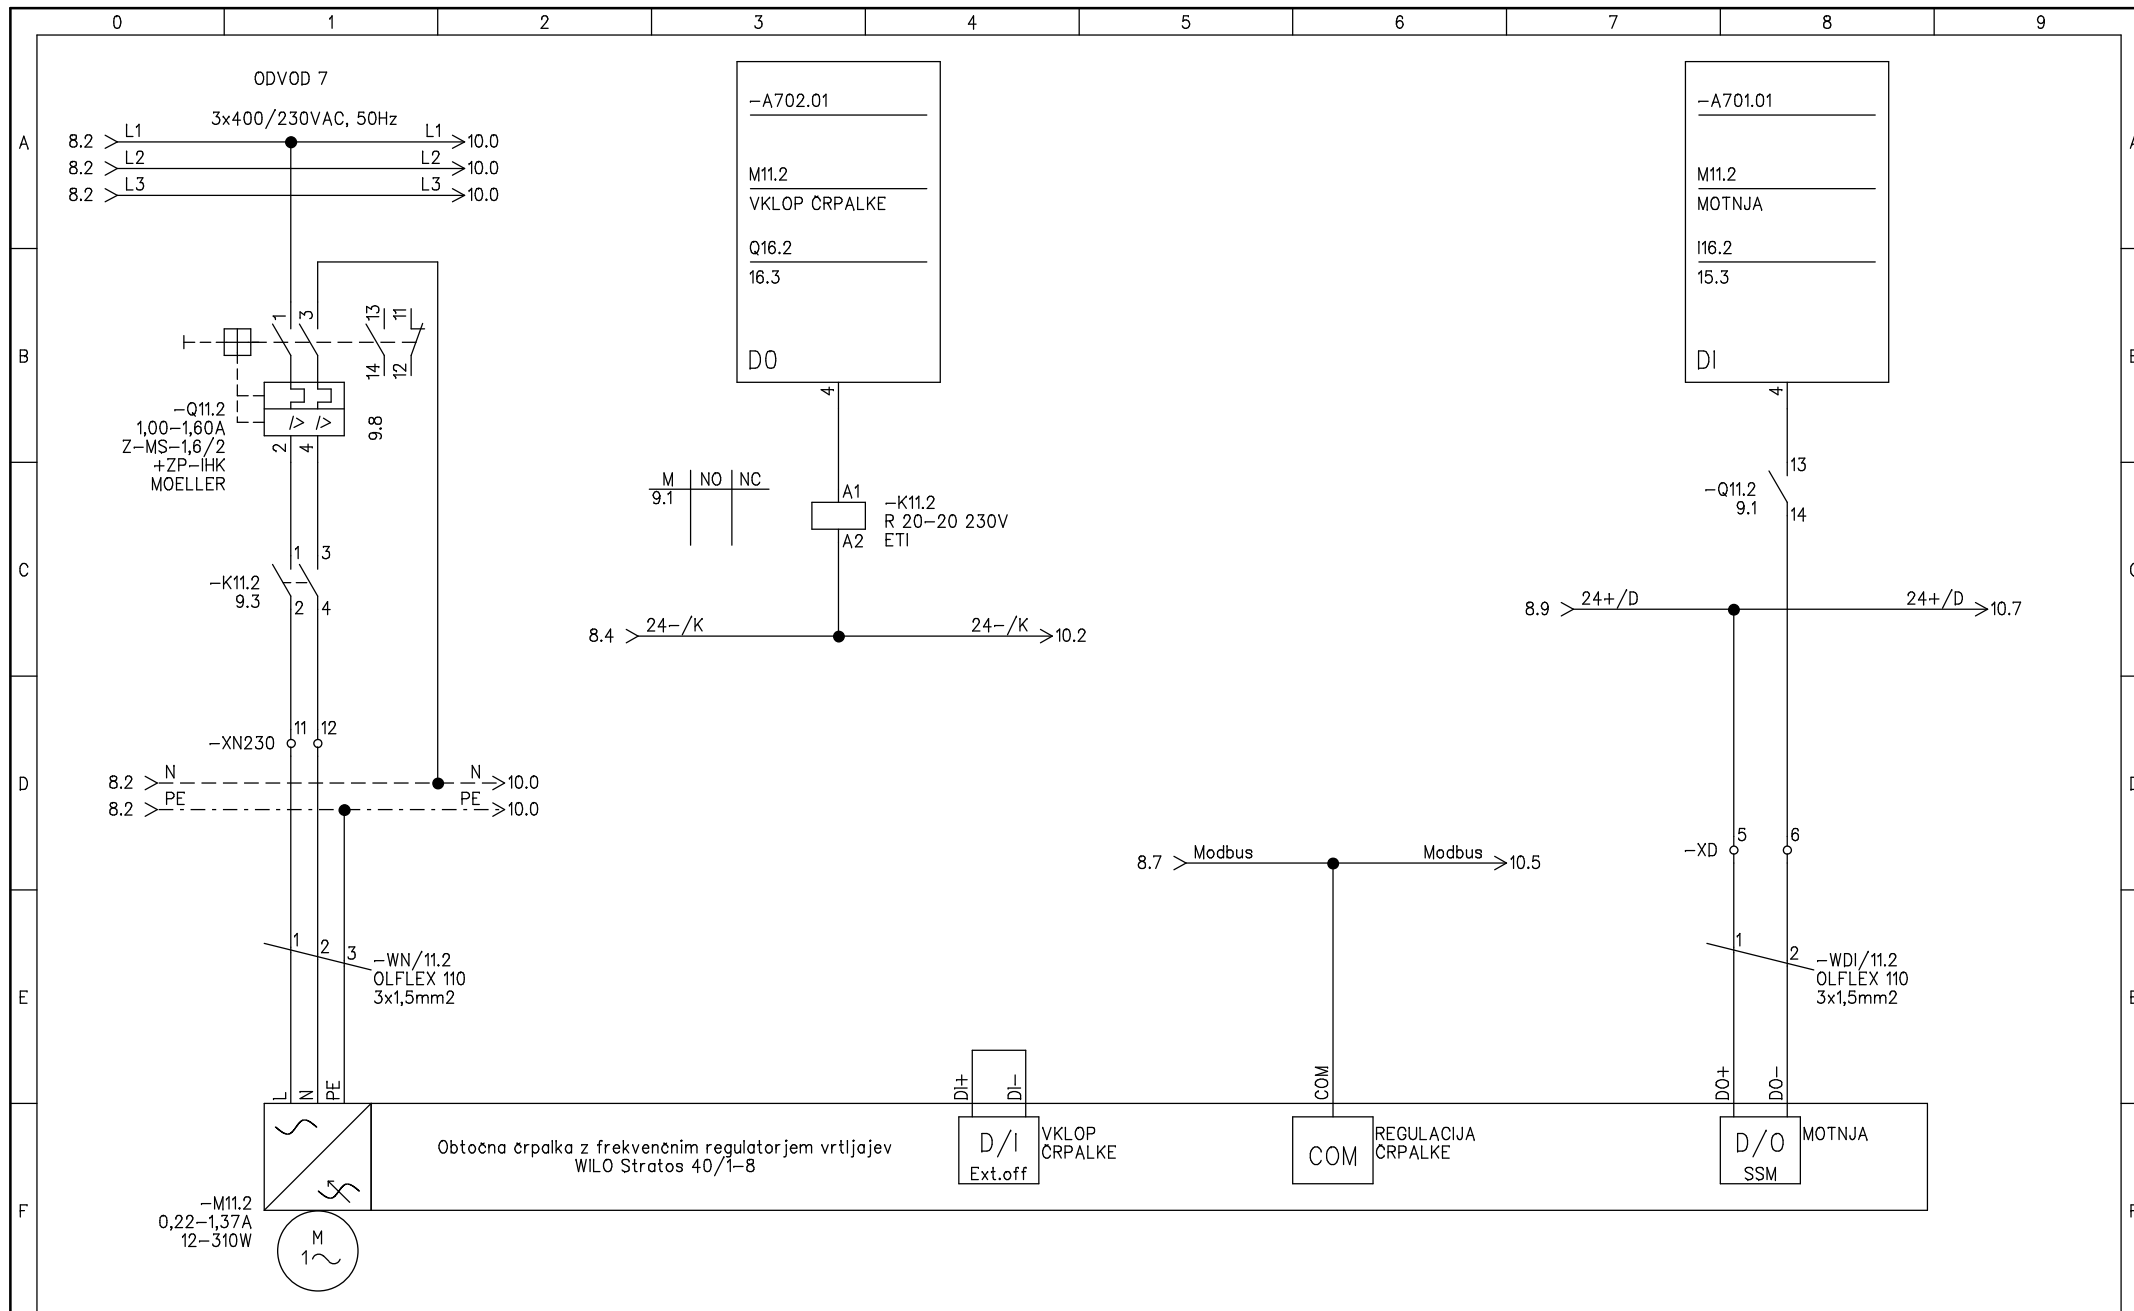 0 1 2 3 4 5 6 7 8 9
ODVOD 7
3x400/230VAC, 50Hz
A
8.2 L1 L1 10.0
8.2 L2 L2 10.0
8.2 L3 L3 10.0
-A702.01
M11.2
VKLOP ČRPALKE
Q16.2
16.3
DO
4
-A701.01
M11.2
MOTNJA
I16.2
15.3
DI
4
B
1 3 13 11
14 12
-Q11.2
1,00-1,60A
Z-MS-1,6/2
+ZP-IHK
MOELLER
I> I>
2 4
9.8
M NO NC
9.1
A1
-K11.2
R 20-20 230V
ETI
A2
13
-Q11.2
9.1
14
C
1 3
-K11.2
9.3
2 4
8.4 24-/K 24-/K 10.2
8.9 24+/D 24+/D 10.7
11 12
-XN230
D
8.2 N N 10.0
8.2 PE PE 10.0
8.7 Modbus Modbus 10.5
5 6
-XD
E
1 2 3
-WN/11.2
OLFLEX 110
3x1,5mm2
1 2
-WDI/11.2
OLFLEX 110
3x1,5mm2
L N PE
DI+ DI-
COM
DO+ DO-
Obtočna črpalka z frekvenčnim regulatorjem vrtljajev
WILO Stratos 40/1-8
D/I
Ext.off
VKLOP
ČRPALKE
COM
REGULACIJA
ČRPALKE
D/O
SSM
MOTNJA
F
-M11.2
0,22-1,37A
12-310W
M
1~